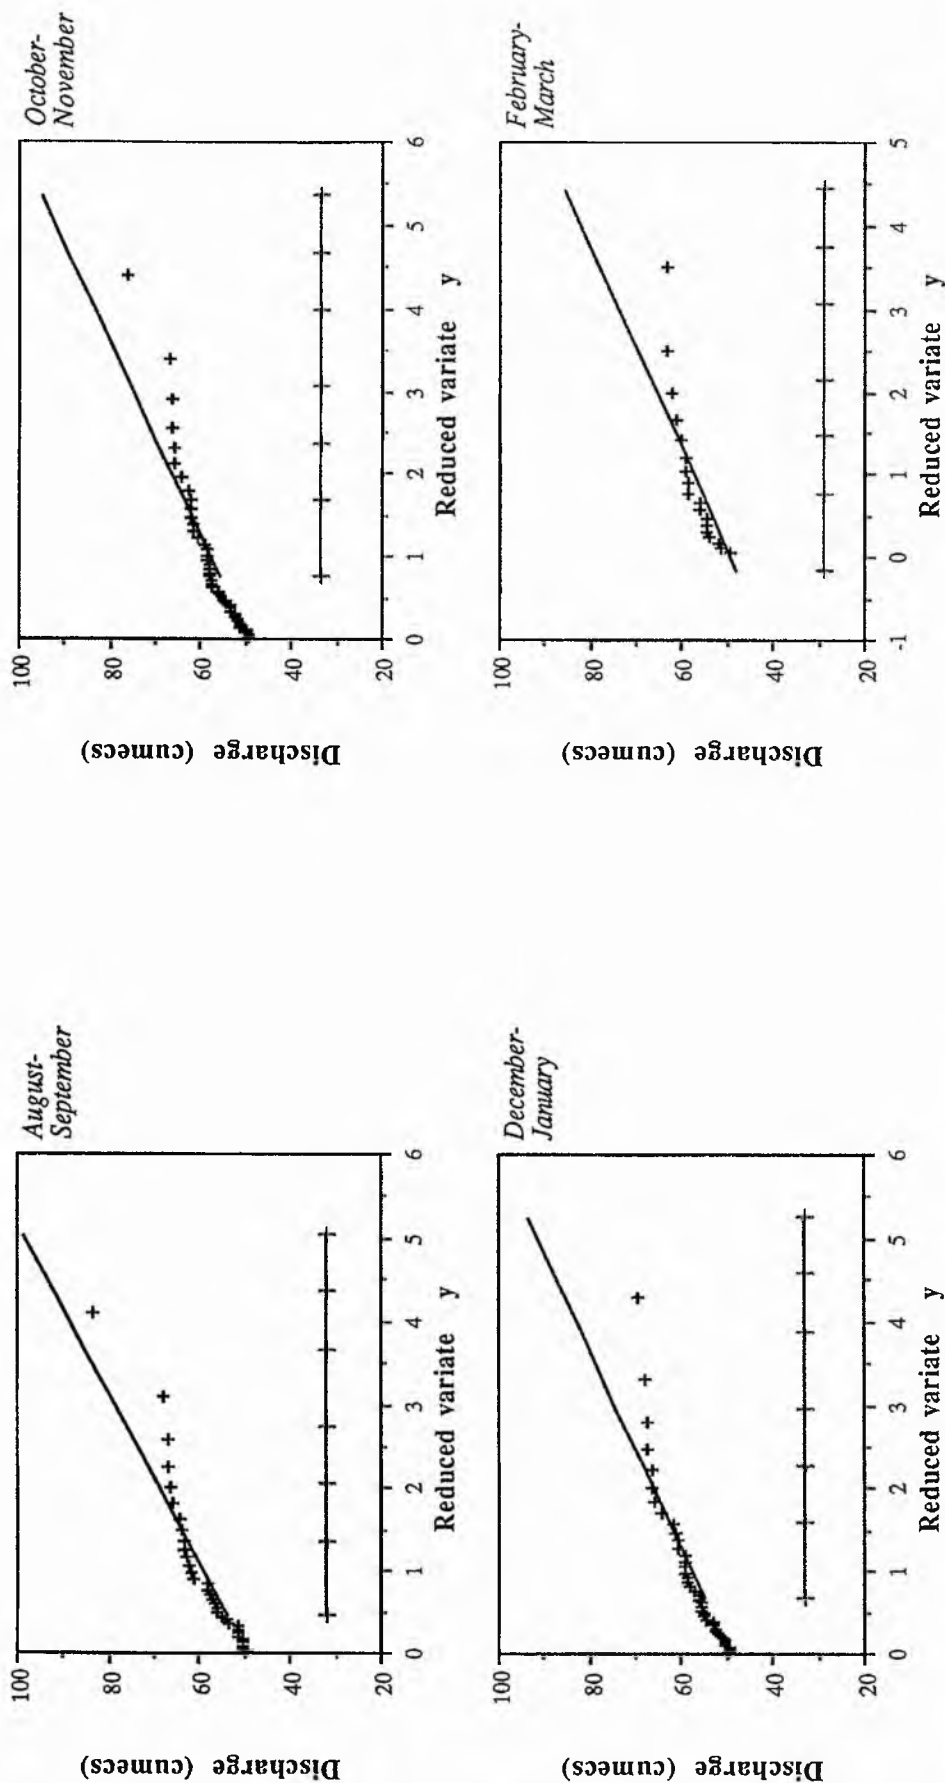 August-
September
Discharge (cumecs)
100
80
60
40
20
0 1 2 3 4 5 6
Reduced variate y
October-
November
Discharge (cumecs)
100
80
60
40
20
0 1 2 3 4 5 6
Reduced variate y
December-
January
Discharge (cumecs)
100
80
60
40
20
0 1 2 3 4 5 6
Reduced variate y
February-
March
Discharge (cumecs)
100
80
60
40
20
-1 0 1 2 3 4 5
Reduced variate y